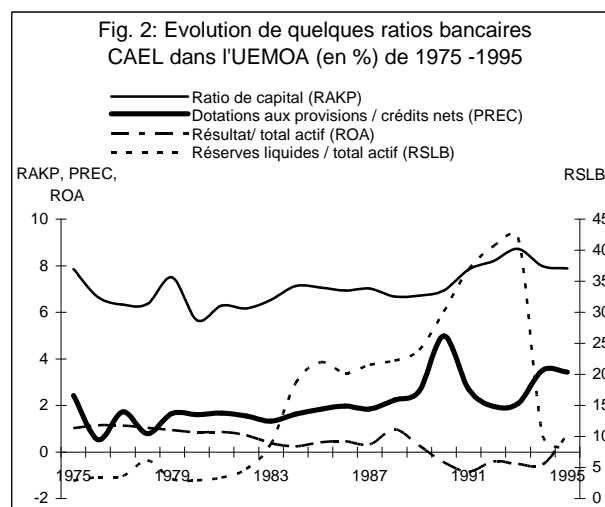 Fig. 2: Evolution de quelques ratios bancaires
CAEL dans l'UEMOA (en %) de 1975 -1995
Ratio de capital (RAKP)
Dotations aux provisions / crédits nets (PREC)
Résultat/ total actif (ROA)
Réserves liquides / total actif (RSLB)
RAKP, PREC,
ROA
RSLB
10
8
6
4
2
0
-2
45
40
35
30
25
20
15
10
5
0
1975 1979 1983 1987 1991 1995